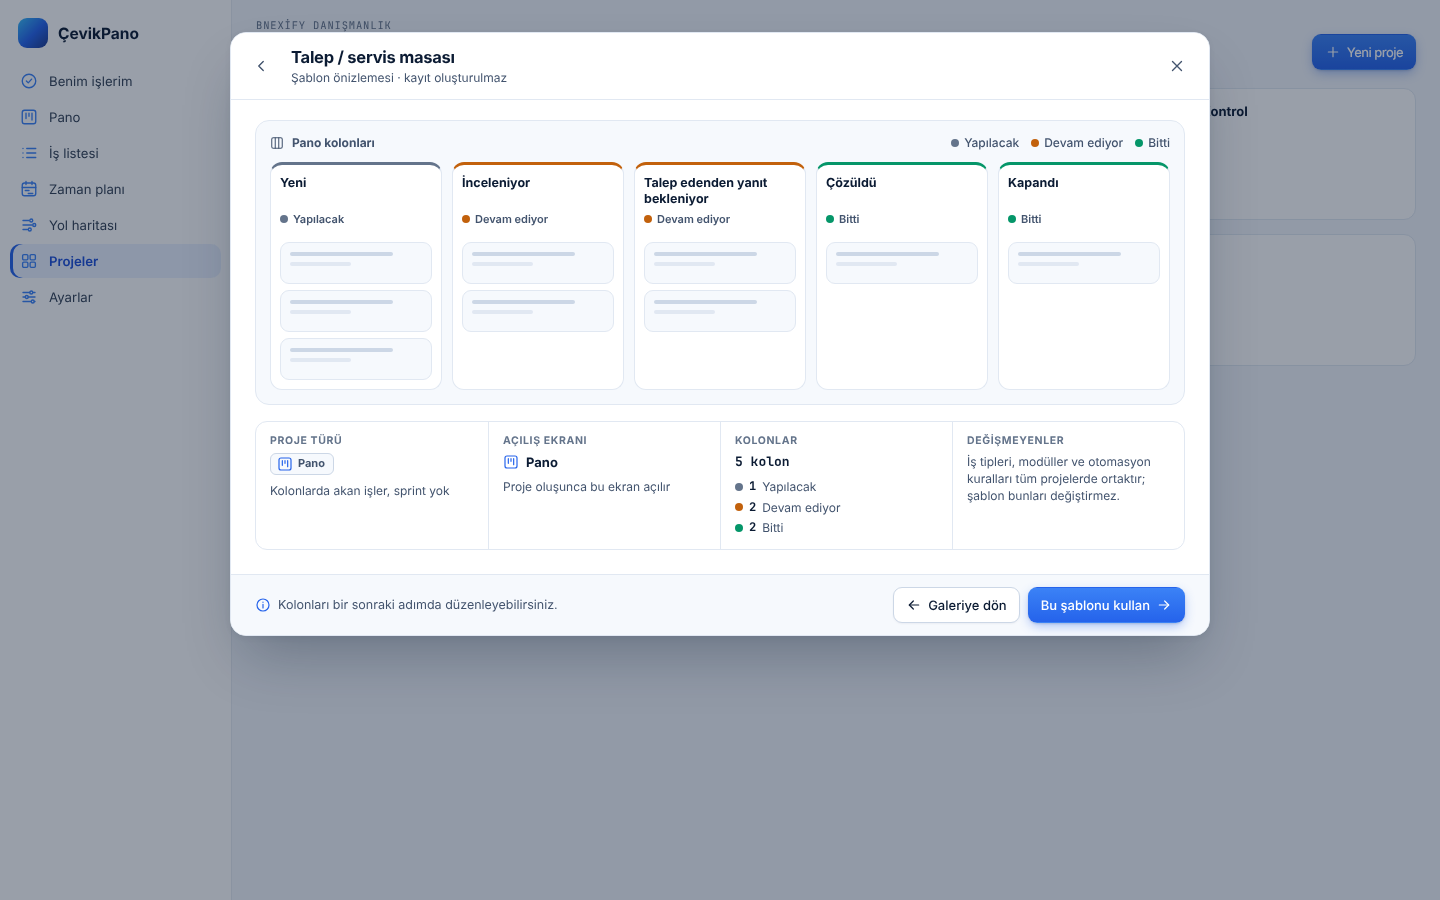 BNEXİFY DANIŞMANLIK
ÇevikPano
Benim işlerim
Pano
İş listesi
Zaman planı
Yol haritası
Projeler
Ayarlar
Yeni proje
ontrol
Talep / servis masası
Şablon önizlemesi · kayıt oluşturulmaz
Pano kolonları
Yapılacak
Devam ediyor
Bitti
Yeni
Yapılacak
İnceleniyor
Devam ediyor
Talep edenden yanıt
bekleniyor
Devam ediyor
Çözüldü
Bitti
Kapandı
Bitti
PROJE TÜRÜ
Pano
Kolonlarda akan işler, sprint yok
AÇILIŞ EKRANI
Pano
Proje oluşunca bu ekran açılır
KOLONLAR
5 kolon
1 Yapılacak
2 Devam ediyor
2 Bitti
DEĞİŞMEYENLER
İş tipleri, modüller ve otomasyon
kuralları tüm projelerde ortaktır;
şablon bunları değiştirmez.
Kolonları bir sonraki adımda düzenleyebilirsiniz.
Galeriye dön
Bu şablonu kullan